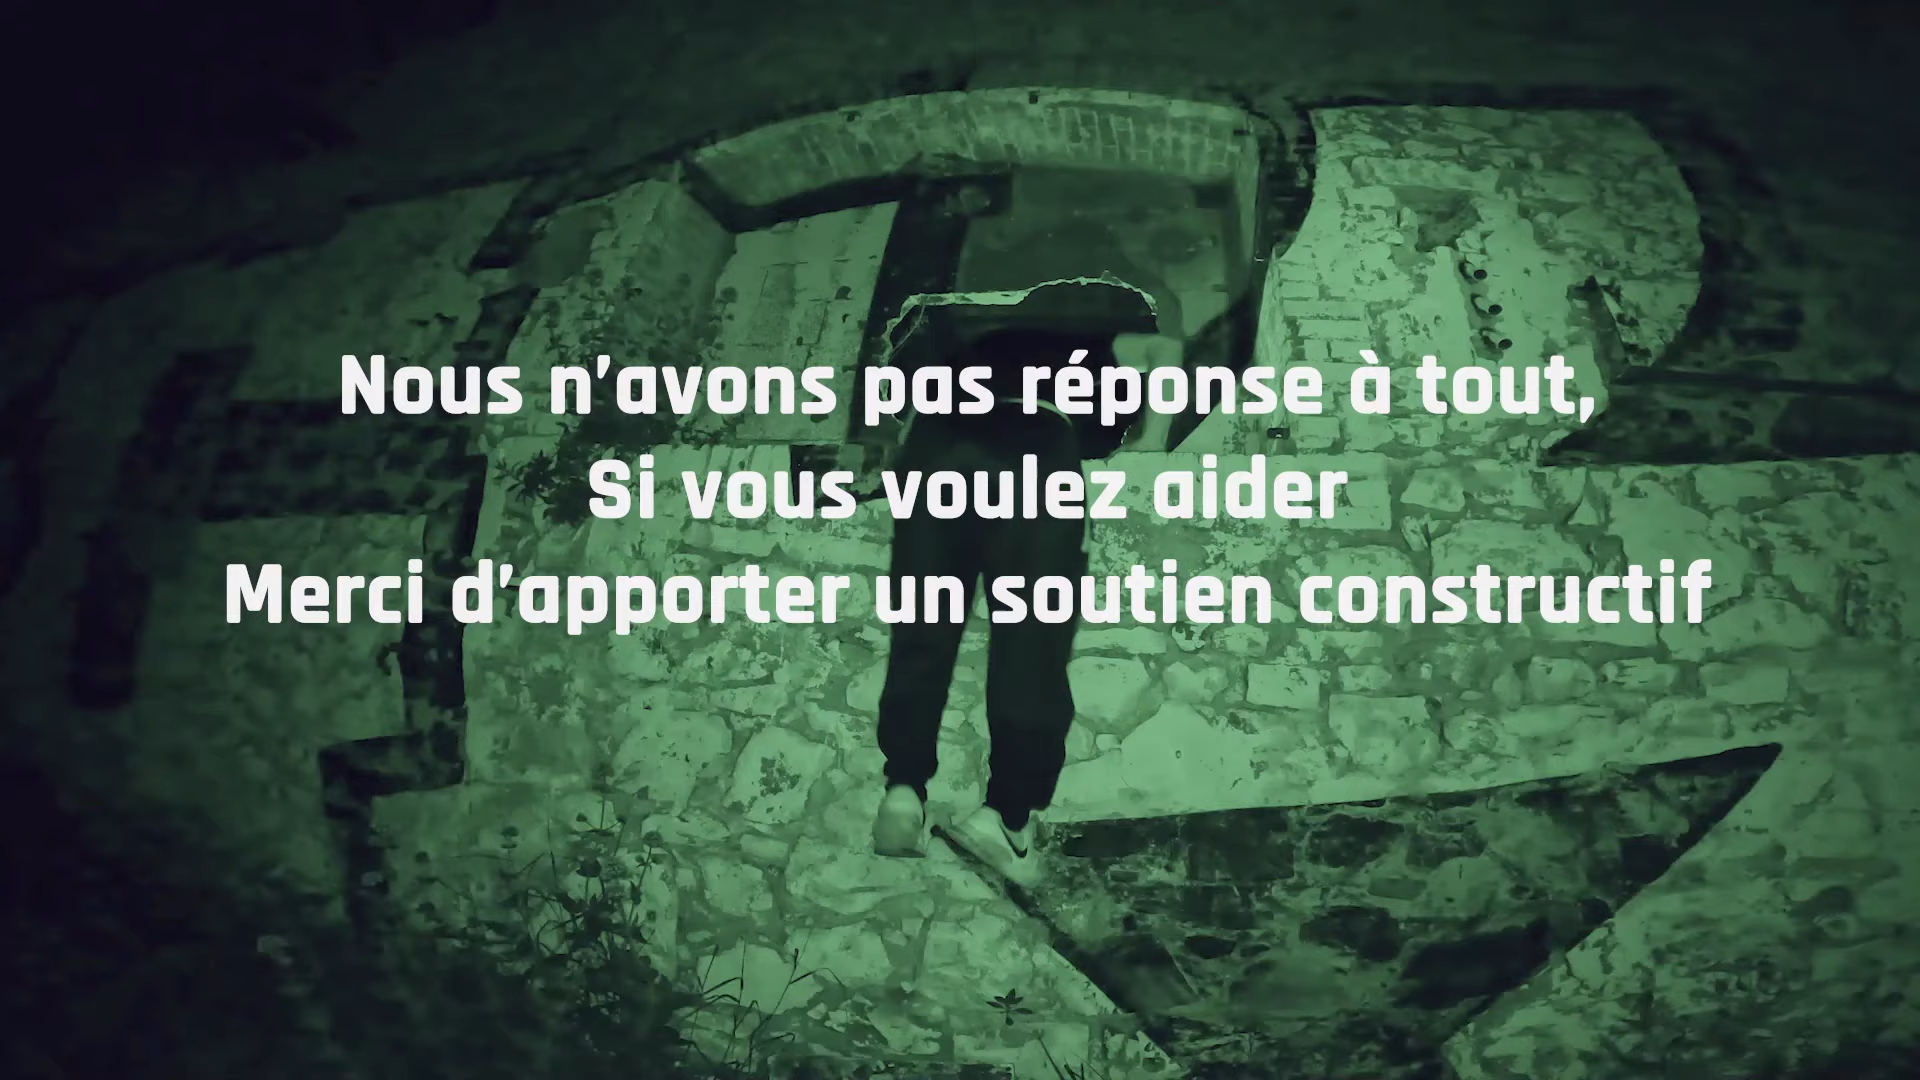 Nous n'avons pas réponse à tout,
Si vous voulez aider
Merci d'apporter un soutien constructif